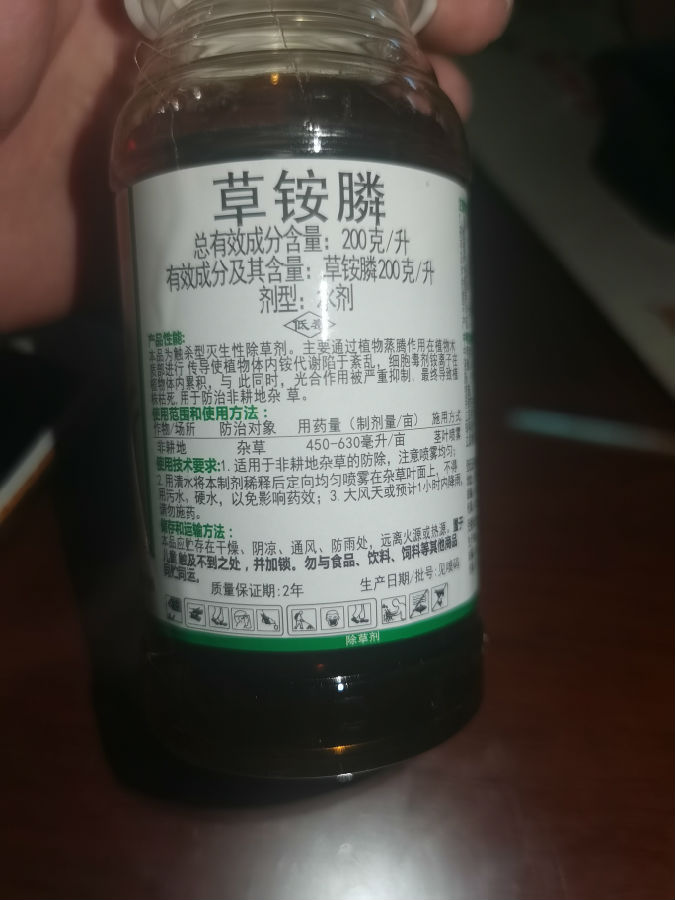 草铵膦
总有效成分含量：200克/升
有效成分及其含量：草铵膦200克/升
剂型：水剂
低毒
产品性能:
本品为触杀型灭生性除草剂。主要通过植物蒸腾作用在植物木
质部进行 传导使植物体内铵代谢陷于紊乱，细胞毒剂铵离子在
植物体内累积，与 此同时，光合作用被严重抑制，最终导致植
株枯死,用于防治非耕地杂 草。
使用范围和使用方法：
作物/场所 防治对象 用药量（制剂量/亩） 施用方式
非耕地 杂草 450-630毫升/亩 茎叶喷雾
使用技术要求:1. 适用于非耕地杂草的防除，注意喷雾均匀；
2.用清水将本制剂稀释后定向均匀喷雾在杂草叶面上，不得
用污水，硬水，以免影响药效；3.大风天或预计1小时内降雨，
请勿施药。
储存和运输方法：
本品应贮存在干燥、阴凉、通风、防雨处，远离火源或热源。置于
儿童触及不到之处，并加锁。勿与食品、饮料、饲料等其他商品
同贮同运。
质量保证期:2年 生产日期/批号:见喷码
除草剂